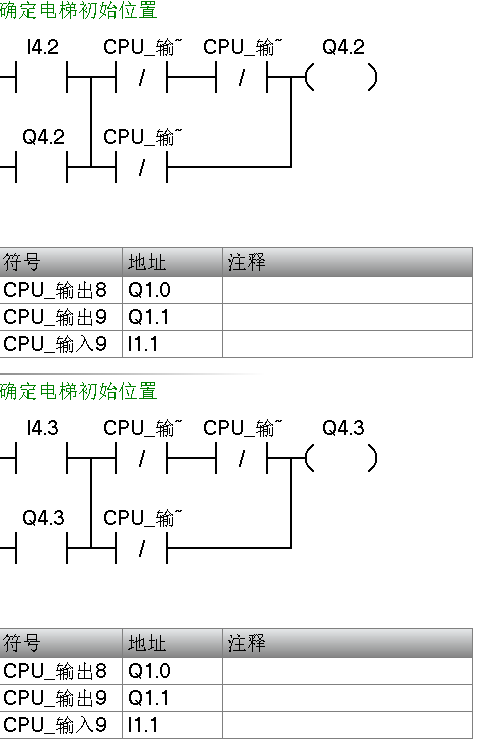 确定电梯初始位置
I4.2 CPU_输~ CPU_输~ Q4.2
/ /
Q4.2 CPU_输~
/
符号 地址 注释
CPU_输出8 Q1.0
CPU_输出9 Q1.1
CPU_输入9 I1.1
确定电梯初始位置
I4.3 CPU_输~ CPU_输~ Q4.3
/ /
Q4.3 CPU_输~
/
符号 地址 注释
CPU_输出8 Q1.0
CPU_输出9 Q1.1
CPU_输入9 I1.1